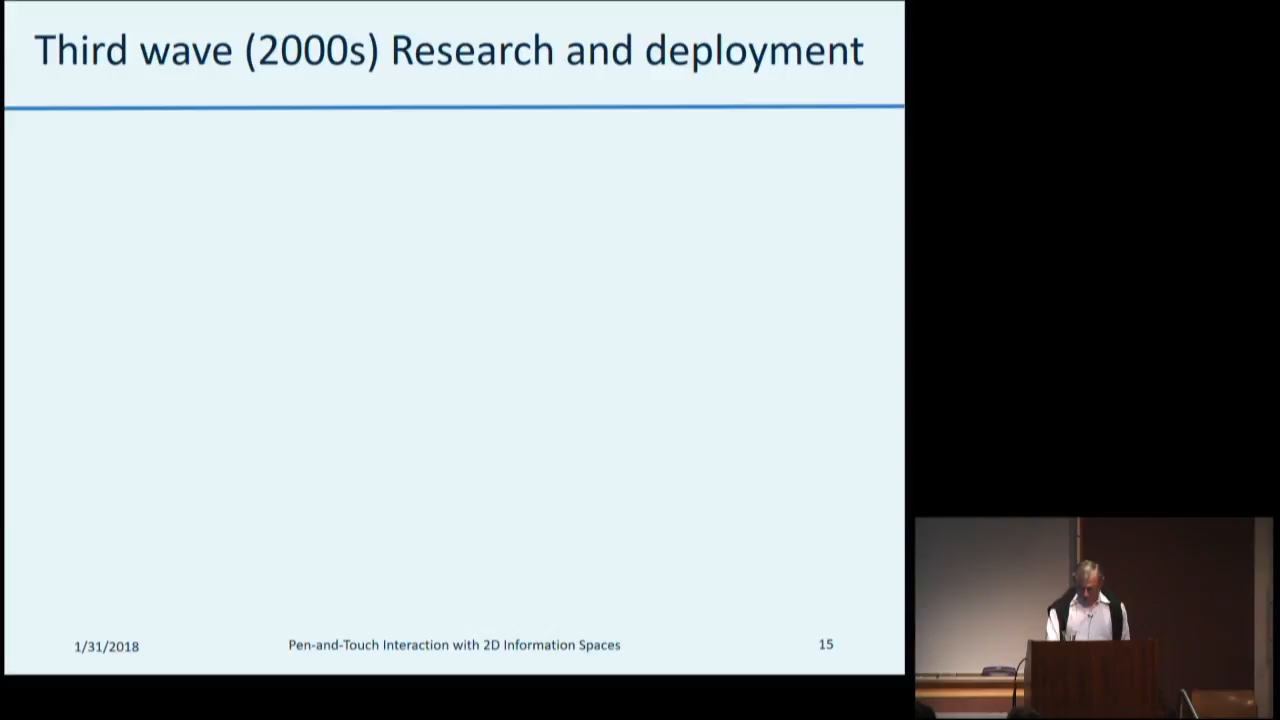 Third wave (2000s) Research and deployment
1/31/2018
Pen-and-Touch Interaction with 2D Information Spaces
15